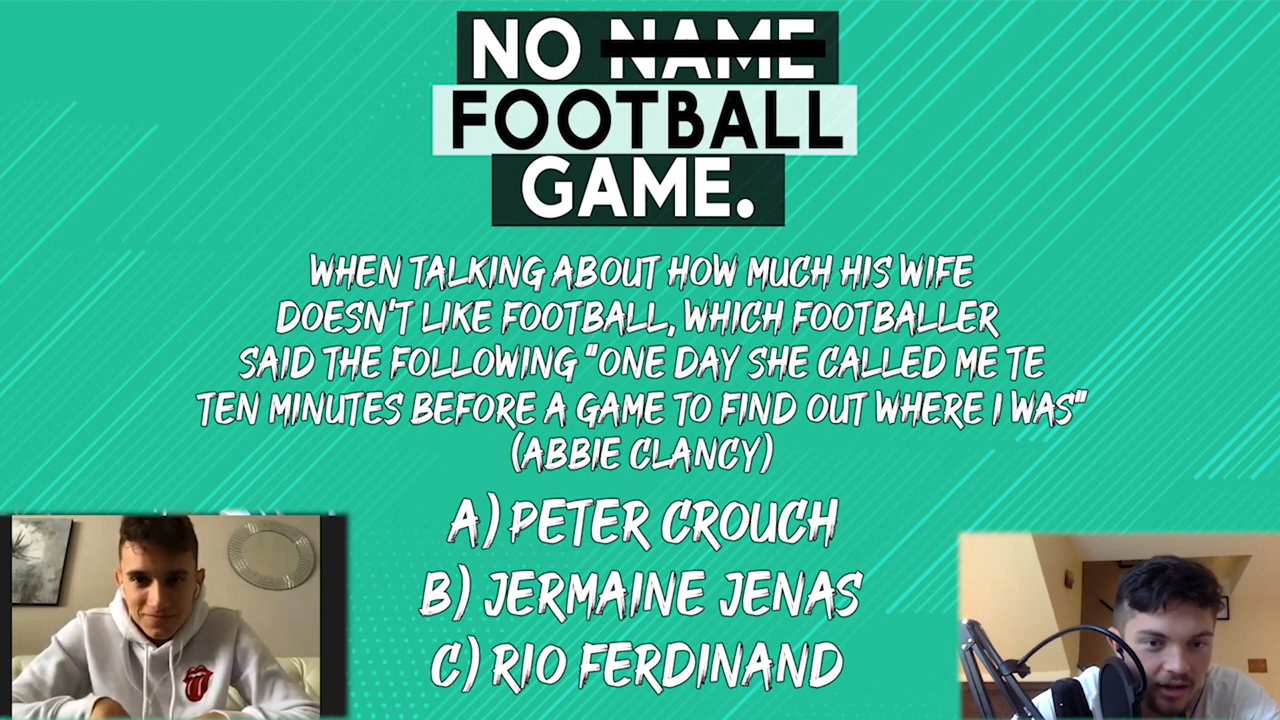 NO NAME
FOOTBALL
GAME.
WHEN TALKING ABOUT HOW MUCH HIS WIFE
DOESN'T LIKE FOOTBALL, WHICH FOOTBALLER
SAID THE FOLLOWING "ONE DAY SHE CALLED ME TE
TEN MINUTES BEFORE A GAME TO FIND OUT WHERE I WAS"
(ABBIE CLANCY)
A) PETER CROUCH
B) JERMAINE JENAS
C) RIO FERDINAND